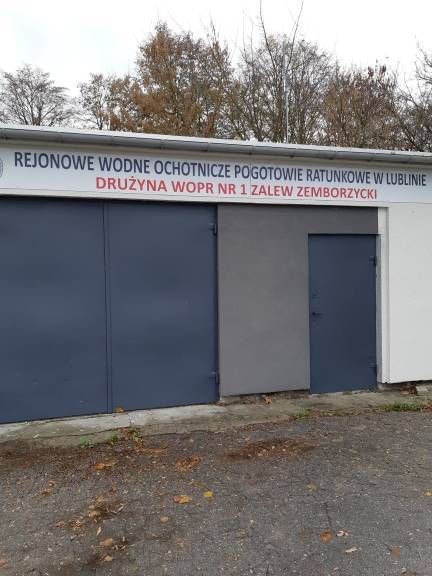 REJONOWE WODNE OCHOTNICZE POGOTOWIE RATUNKOWE W LUBLINIE
DRUŻYNA WOPR NR 1 ZALEW ZEMBORZYCKI